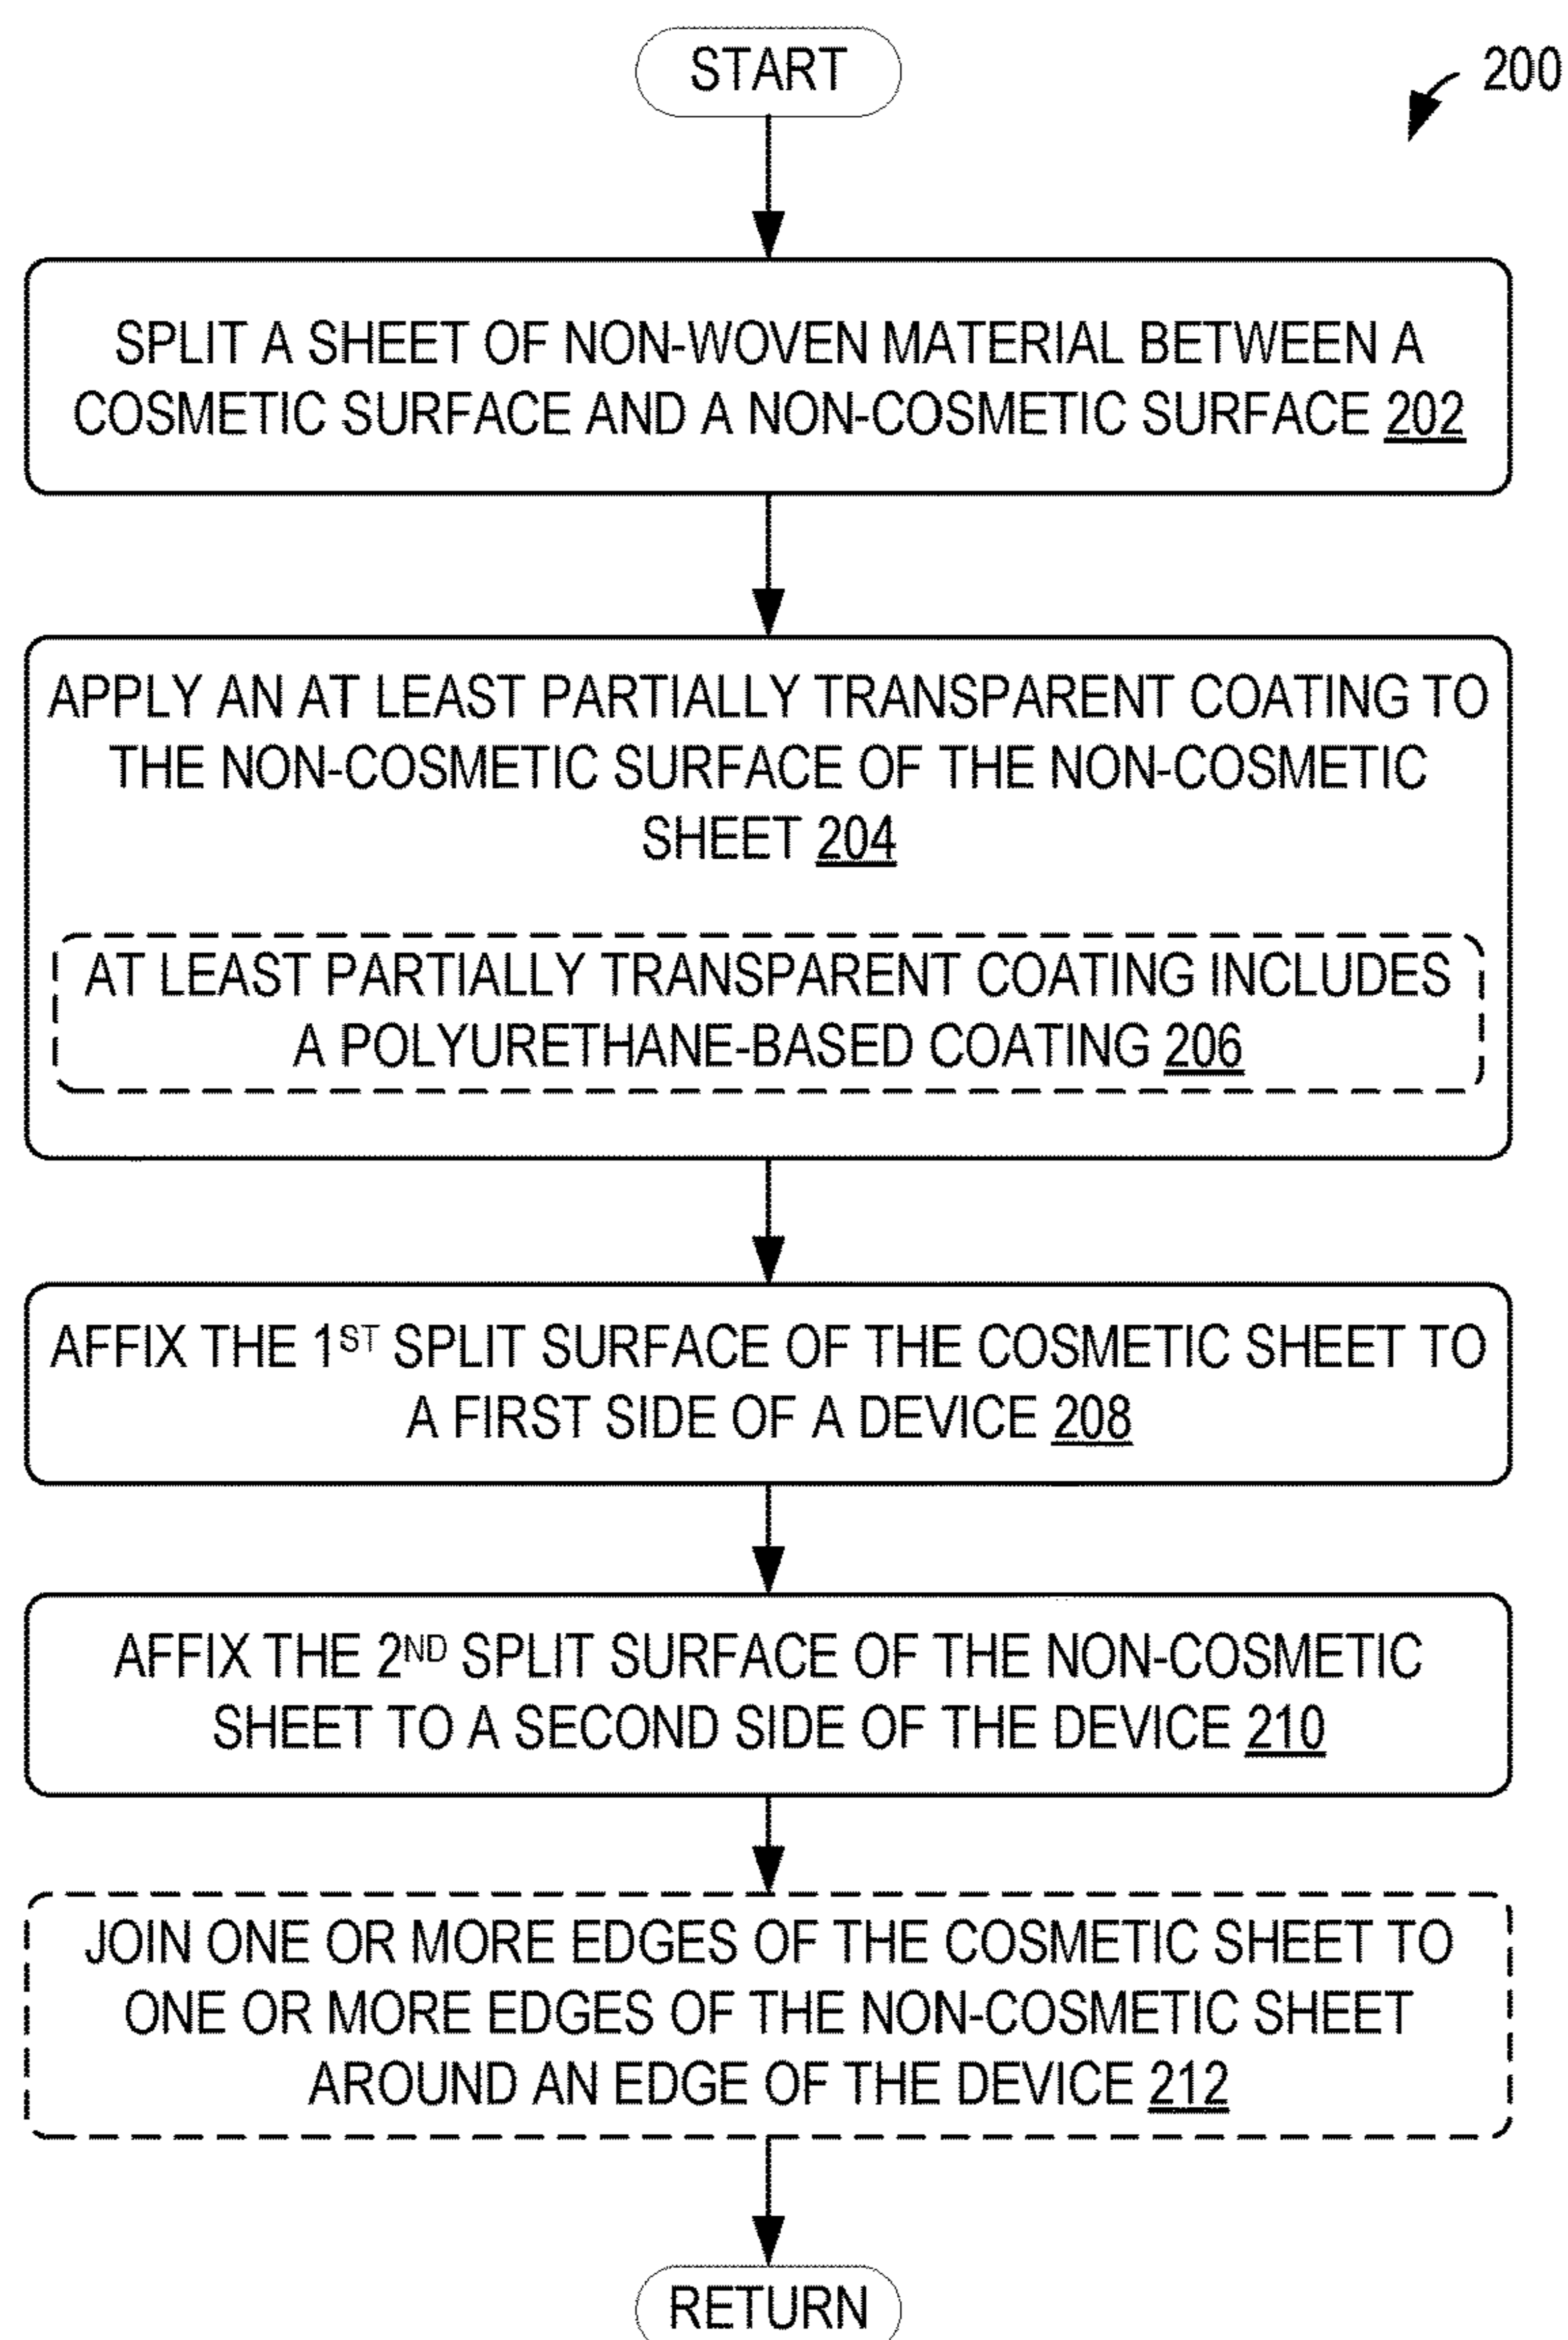 START
200
SPLIT A SHEET OF NON-WOVEN MATERIAL BETWEEN A
COSMETIC SURFACE AND A NON-COSMETIC SURFACE 202
APPLY AN AT LEAST PARTIALLY TRANSPARENT COATING TO
THE NON-COSMETIC SURFACE OF THE NON-COSMETIC
SHEET 204
AT LEAST PARTIALLY TRANSPARENT COATING INCLUDES
A POLYURETHANE-BASED COATING 206
AFFIX THE 1ST SPLIT SURFACE OF THE COSMETIC SHEET TO
A FIRST SIDE OF A DEVICE 208
AFFIX THE 2ND SPLIT SURFACE OF THE NON-COSMETIC
SHEET TO A SECOND SIDE OF THE DEVICE 210
JOIN ONE OR MORE EDGES OF THE COSMETIC SHEET TO
ONE OR MORE EDGES OF THE NON-COSMETIC SHEET
AROUND AN EDGE OF THE DEVICE 212
RETURN